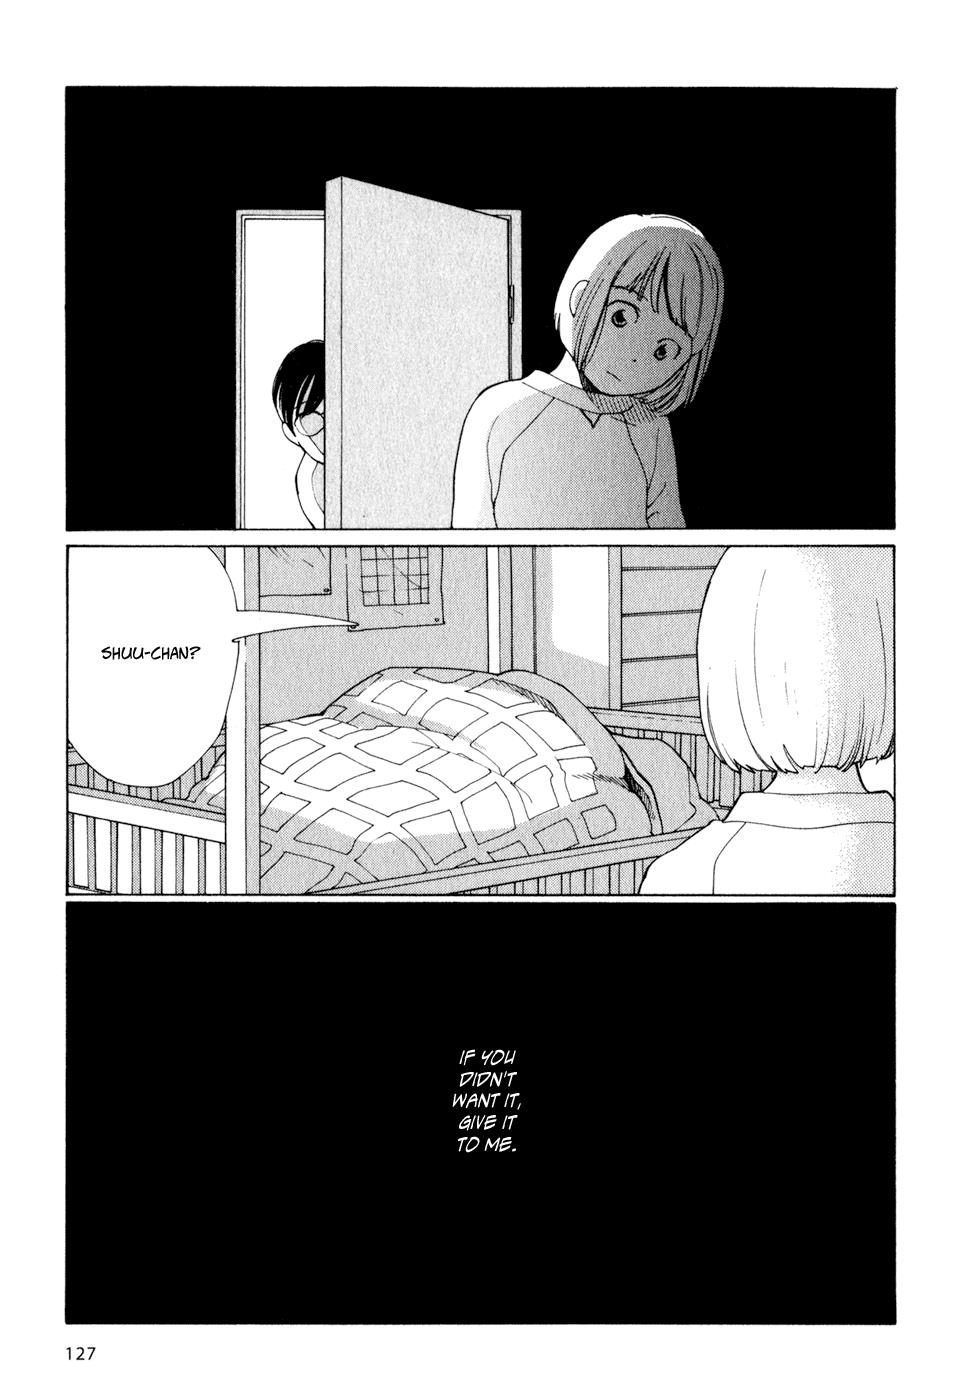 SHUU-CHAN?
IF YOU
DIDN'T
WANT IT,
GIVE IT
TO ME.
127